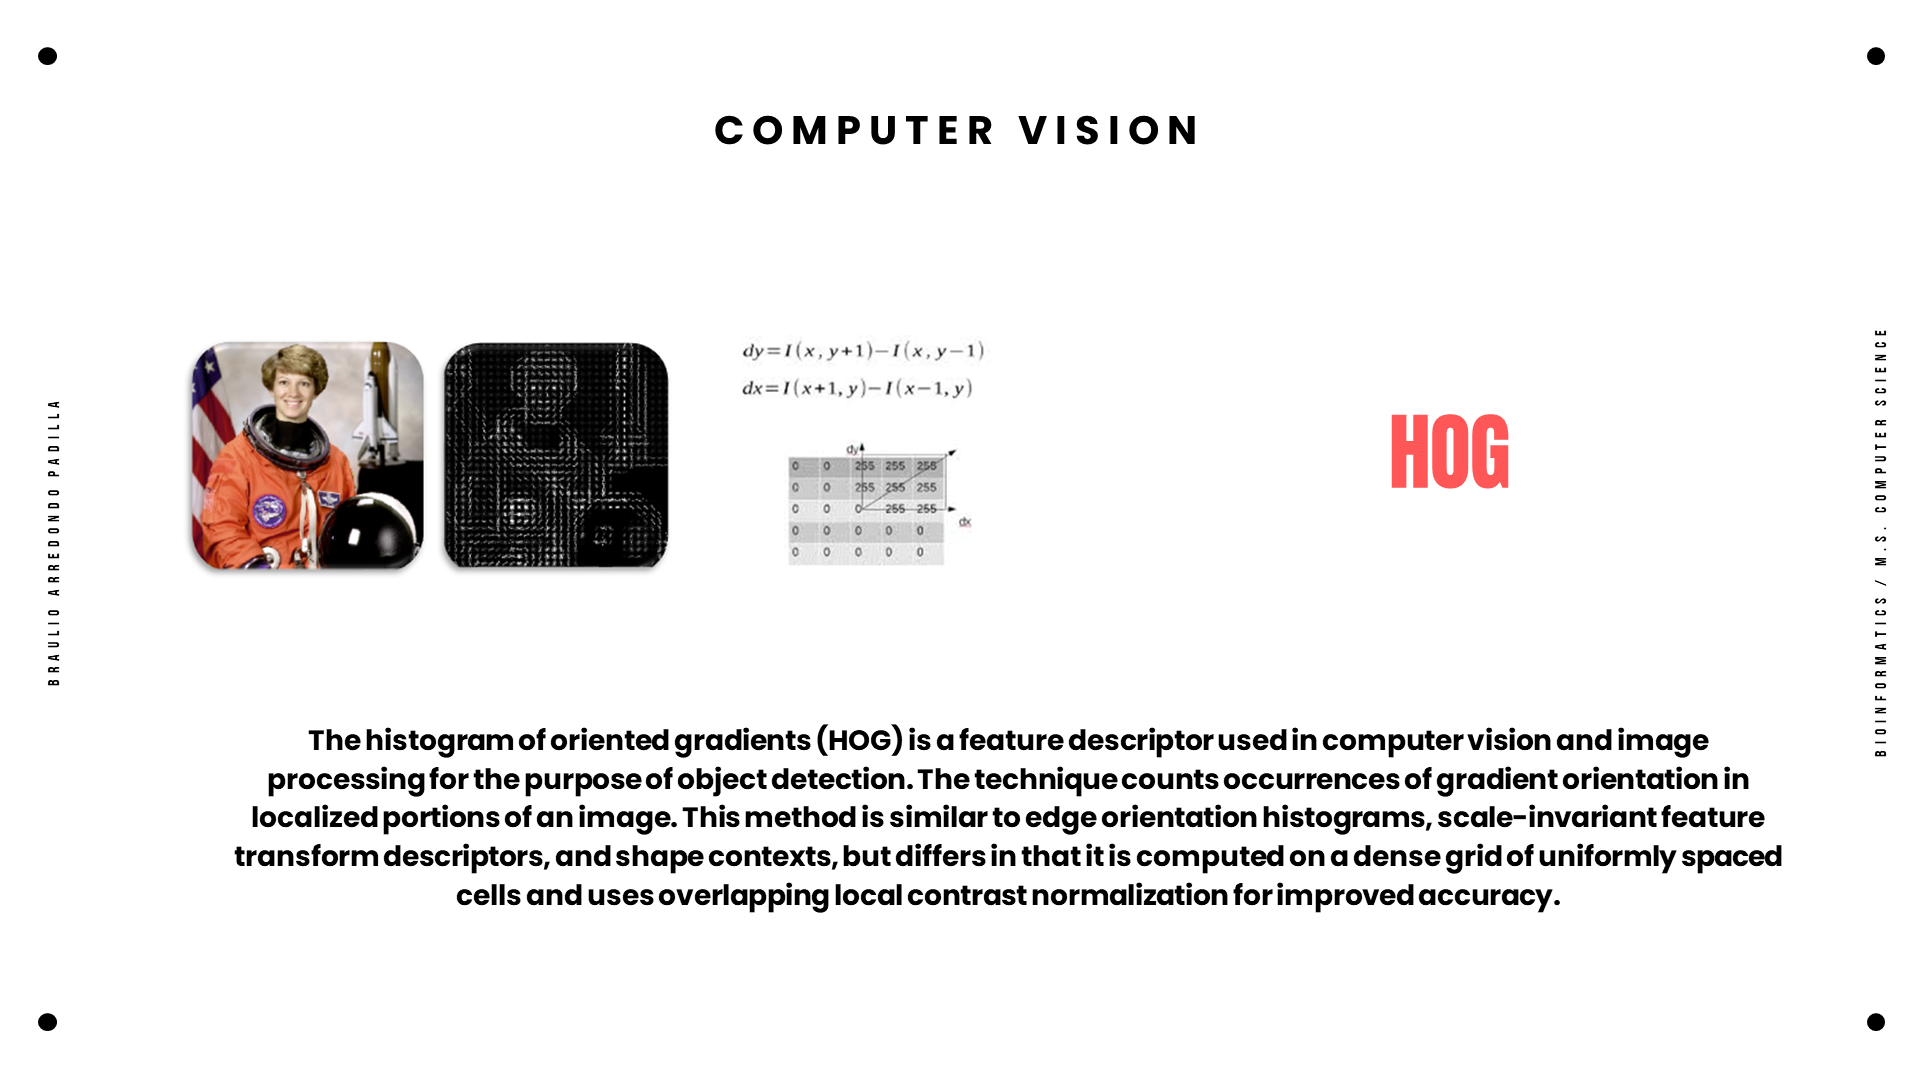 COMPUTER VISION
dy=I(x, y+1)−I(x, y−1)
dx=I(x+1, y)−I(x−1, y)
dy
0 0 255 255 255
0 0 255 255 255
0 0 0 255 255
dx
0 0 0 0 0
0 0 0 0 0
HOG
The histogram of oriented gradients (HOG) is a feature descriptor used in computer vision and image
processing for the purpose of object detection. The technique counts occurrences of gradient orientation in
localized portions of an image. This method is similar to edge orientation histograms, scale-invariant feature
transform descriptors, and shape contexts, but differs in that it is computed on a dense grid of uniformly spaced
cells and uses overlapping local contrast normalization for improved accuracy.
BRAULIO ARREDONDO PADILLA
BIOINFORMATICS / M.S. COMPUTER SCIENCE